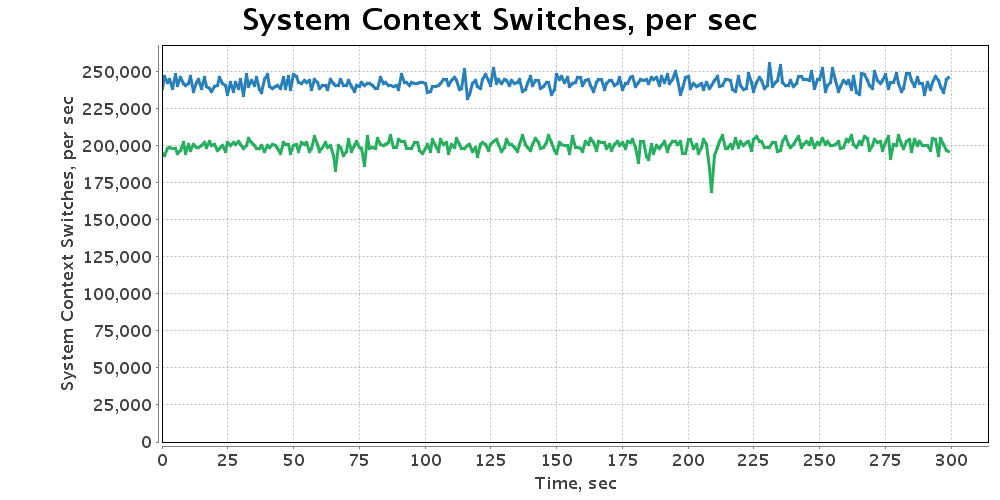 System Context Switches, per sec
System Context Switches, per sec
250,000
225,000
200,000
175,000
150,000
125,000
100,000
75,000
50,000
25,000
0
0 25 50 75 100 125 150 175 200 225 250 275 300
Time, sec